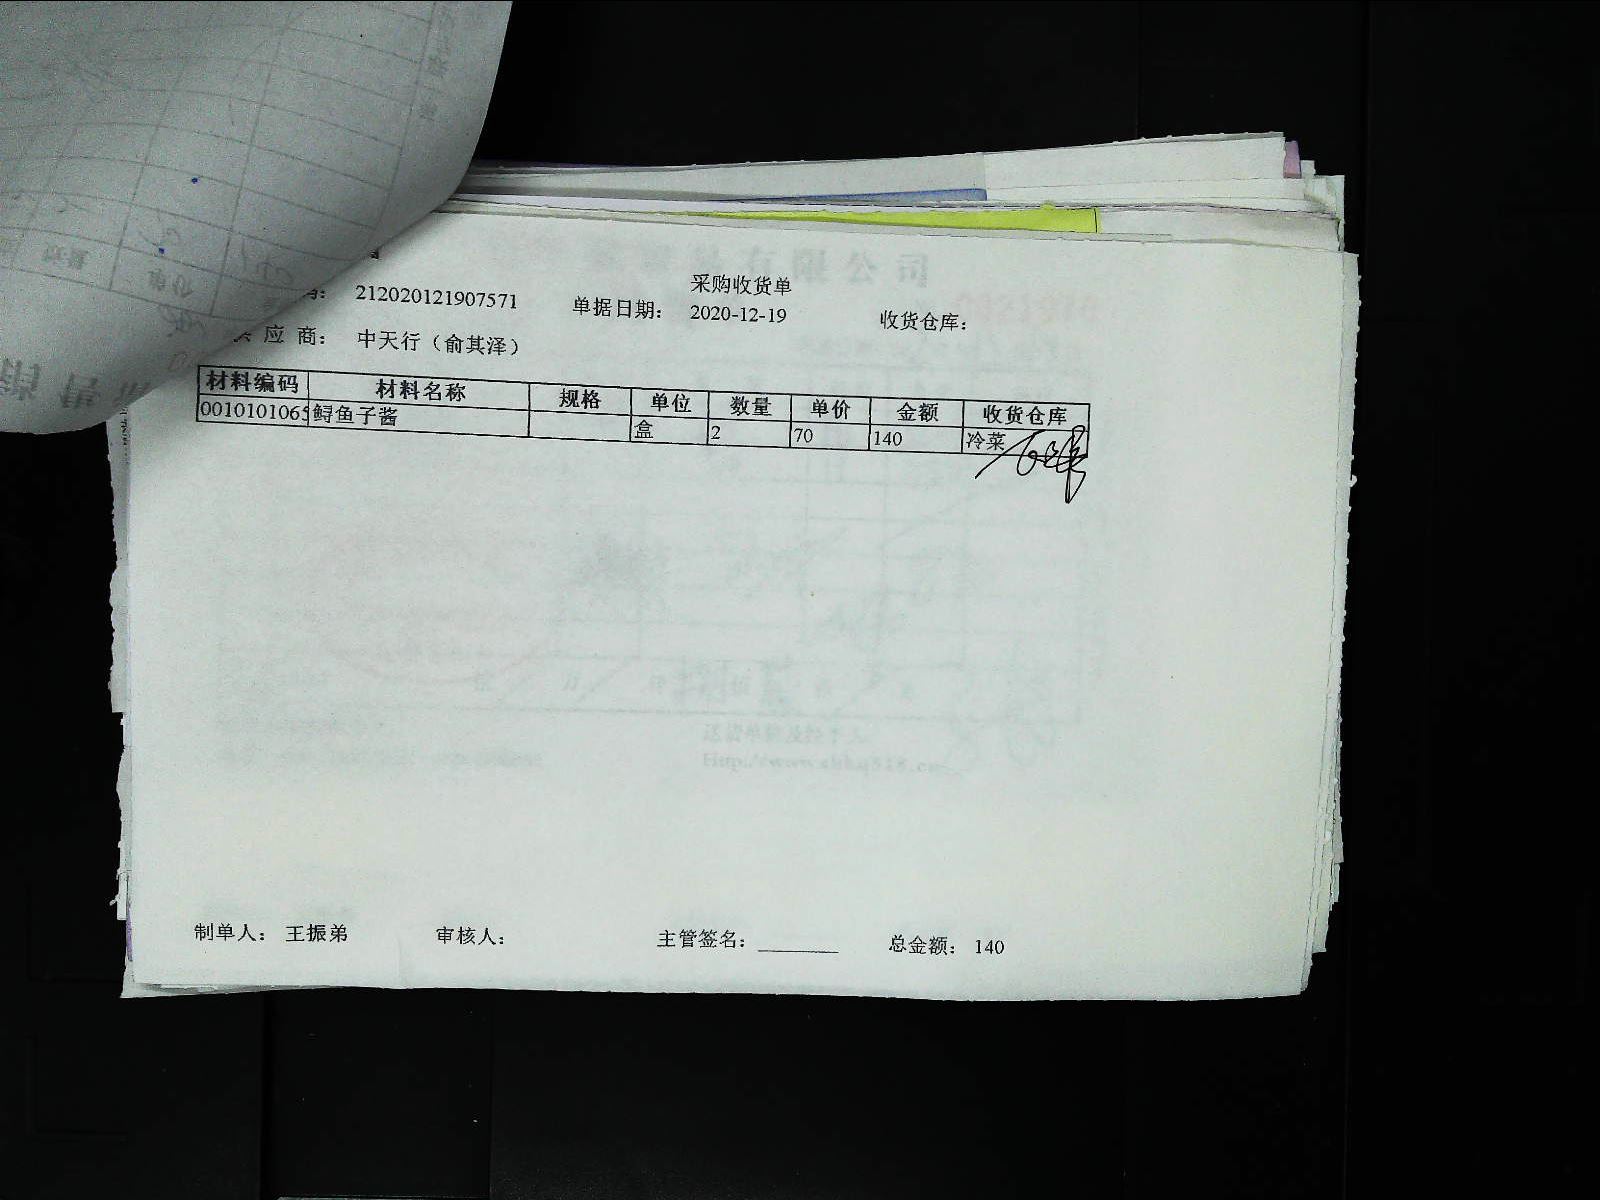 采购收货单
212020121907571 单据日期： 2020-12-19 收货仓库：
应 商： 中天行（俞其泽）
材料编码 材料名称 规格 单位 数量 单价 金额 收货仓库
0010101065 鲟鱼子酱 盒 2 70 140 冷菜
制单人： 王振弟 审核人： 主管签名： 总金额： 140